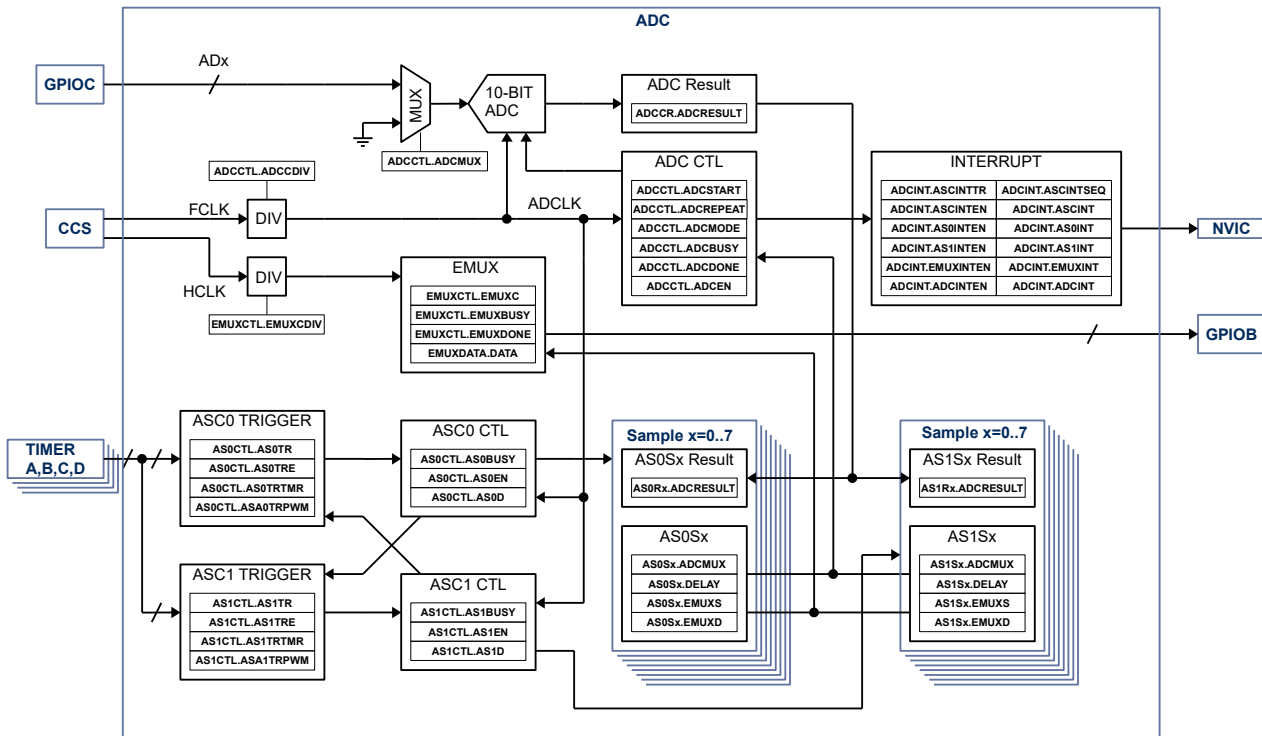 ADC
GPIOC
ADx
MUX
ADCCTL.ADCMUX
10-BIT
ADC
ADC Result
ADCCR.ADCRESULT
ADCCTL.ADCCDIV
CCS
FCLK
DIV
ADCLK
HCLK
DIV
EMUXCTL.EMUXCDIV
ADC CTL
ADCCTL.ADCSTART
ADCCTL.ADCREPEAT
ADCCTL.ADCMODE
ADCCTL.ADCBUSY
ADCCTL.ADCDONE
ADCCTL.ADCEN
INTERRUPT
ADCINT.ASCINTTR ADCINT.ASCINTSEQ
ADCINT.ASCINTEN ADCINT.ASCINT
ADCINT.AS0INTEN ADCINT.AS0INT
ADCINT.AS1INTEN ADCINT.AS1INT
ADCINT.EMUXINTEN ADCINT.EMUXINT
ADCINT.ADCINTEN ADCINT.ADCINT
NVIC
EMUX
EMUXCTL.EMUXC
EMUXCTL.EMUXBUSY
EMUXCTL.EMUXDONE
EMUXDATA.DATA
GPIOB
TIMER
A,B,C,D
ASC0 TRIGGER
AS0CTL.AS0TR
AS0CTL.AS0TRE
AS0CTL.AS0TRTMR
AS0CTL.ASA0TRPWM
ASC0 CTL
AS0CTL.AS0BUSY
AS0CTL.AS0EN
AS0CTL.AS0D
ASC1 TRIGGER
AS1CTL.AS1TR
AS1CTL.AS1TRE
AS1CTL.AS1TRTMR
AS1CTL.ASA1TRPWM
ASC1 CTL
AS1CTL.AS1BUSY
AS1CTL.AS1EN
AS1CTL.AS1D
Sample x=0..7
AS0Sx Result
AS0Rx.ADCRESULT
AS0Sx
AS0Sx.ADCMUX
AS0Sx.DELAY
AS0Sx.EMUXS
AS0Sx.EMUXD
Sample x=0..7
AS1Sx Result
AS1Rx.ADCRESULT
AS1Sx
AS1Sx.ADCMUX
AS1Sx.DELAY
AS1Sx.EMUXS
AS1Sx.EMUXD